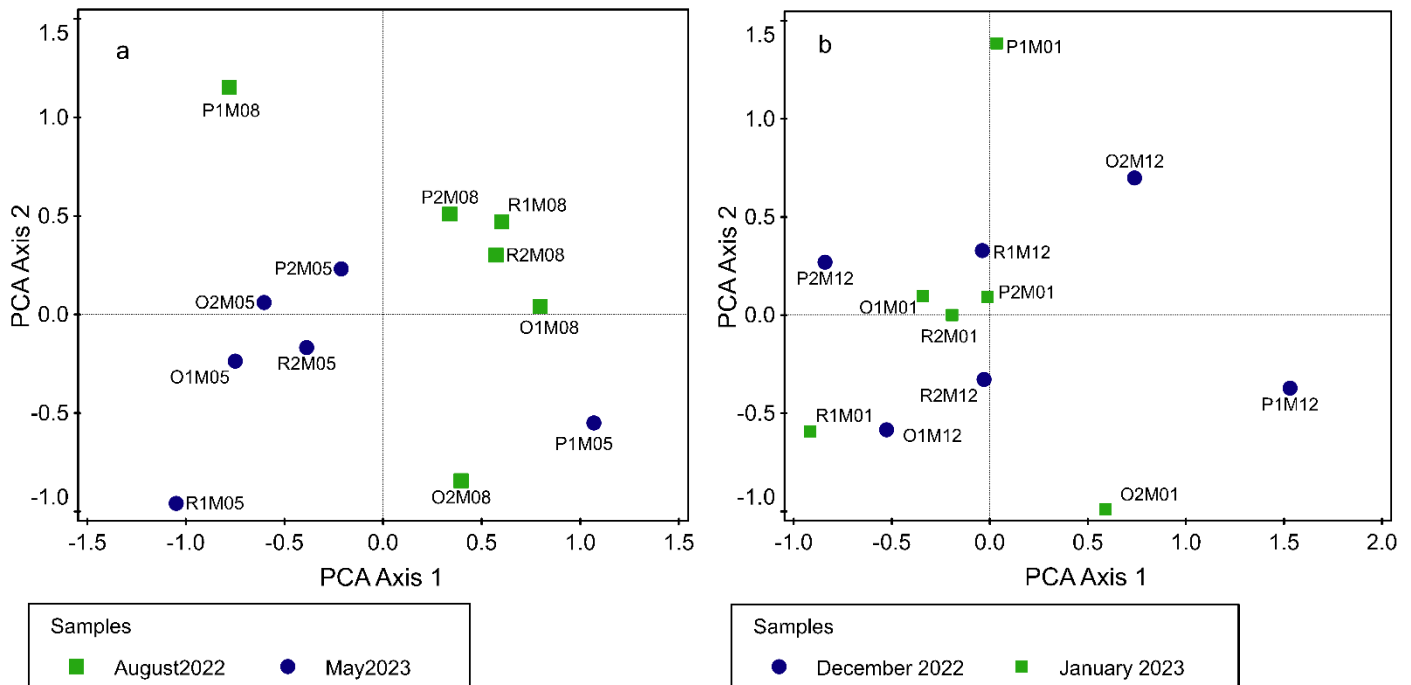 a
1.5
1.0
0.5
0.0
-0.5
-1.0
PCA Axis 2
P1M08
P2M08
R1M08
R2M08
P2M05
O2M05
O1M08
O1M05
R2M05
P1M05
O2M08
R1M05
-1.5
-1.0
-0.5
0.0
0.5
1.0
1.5
PCA Axis 1
Samples
August2022
May2023
b
1.5
1.0
0.5
0.0
-0.5
-1.0
PCA Axis 2
P1M01
O2M12
R1M12
P2M12
P2M01
O1M01
R2M01
R2M12
P1M12
R1M01
O1M12
O2M01
-1.0
-0.5
0.0
0.5
1.0
1.5
2.0
PCA Axis 1
Samples
December 2022
January 2023